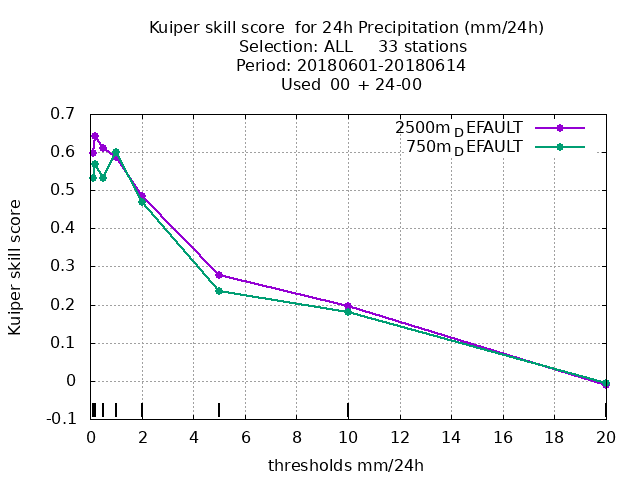 Kuiper skill score  for 24h Precipitation (mm/24h)
Selection: ALL     33 stations
Period: 20180601-20180614
Used  00 + 24-00
2500m_DEFAULT
750m_DEFAULT
Kuiper skill score
0.7
0.6
0.5
0.4
0.3
0.2
0.1
0
-0.1
0 2 4 6 8 10 12 14 16 18 20
thresholds mm/24h